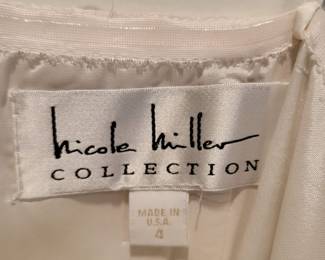 nicole miller
COLLECTION
MADE IN
U.S.A.
4